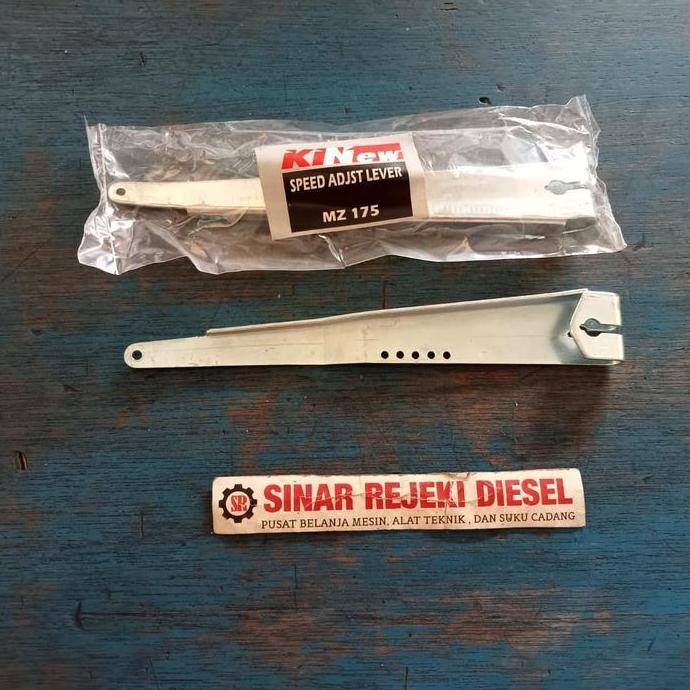 KiNew
SPEED ADJST LEVER
MZ 175
SR SINAR REJEKI DIESEL
PUSAT BELANJA MESIN, ALAT TEKNIK , DAN SUKU CADANG